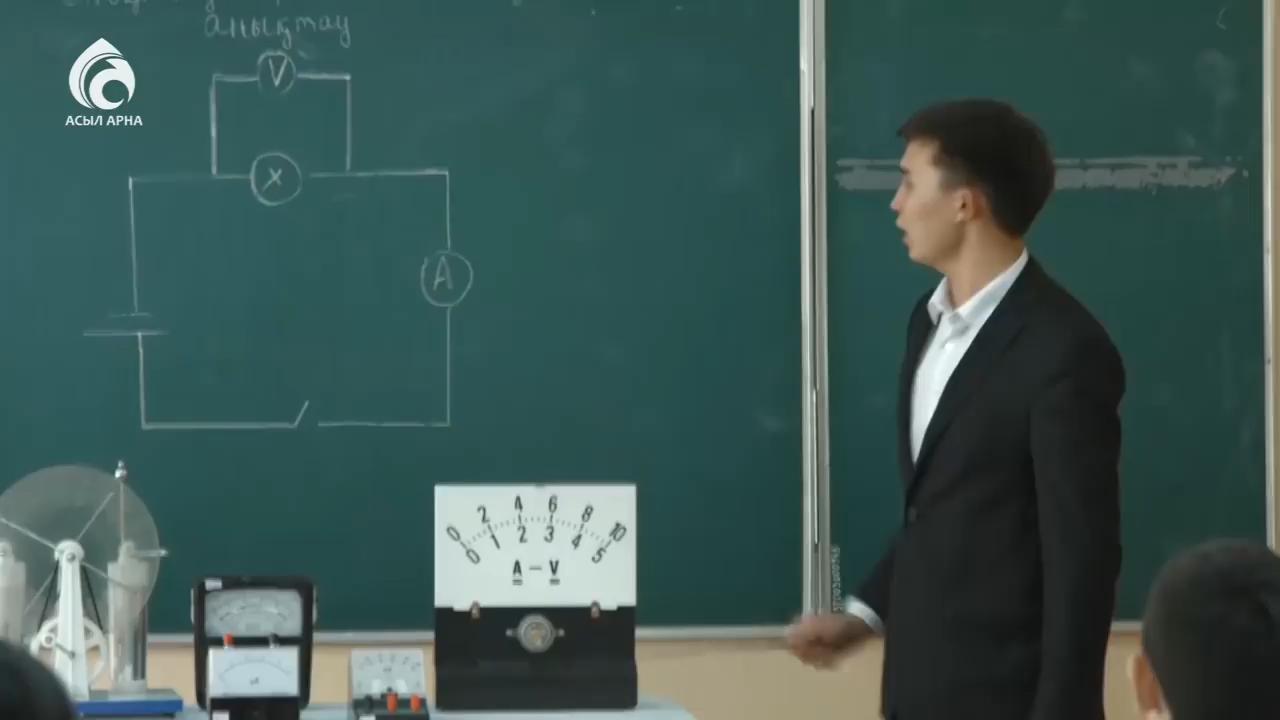 анықтау
V
АСЫЛ АРНА
X
A
0 2 4 6 8 10
0 1 2 3 4 5
A – V